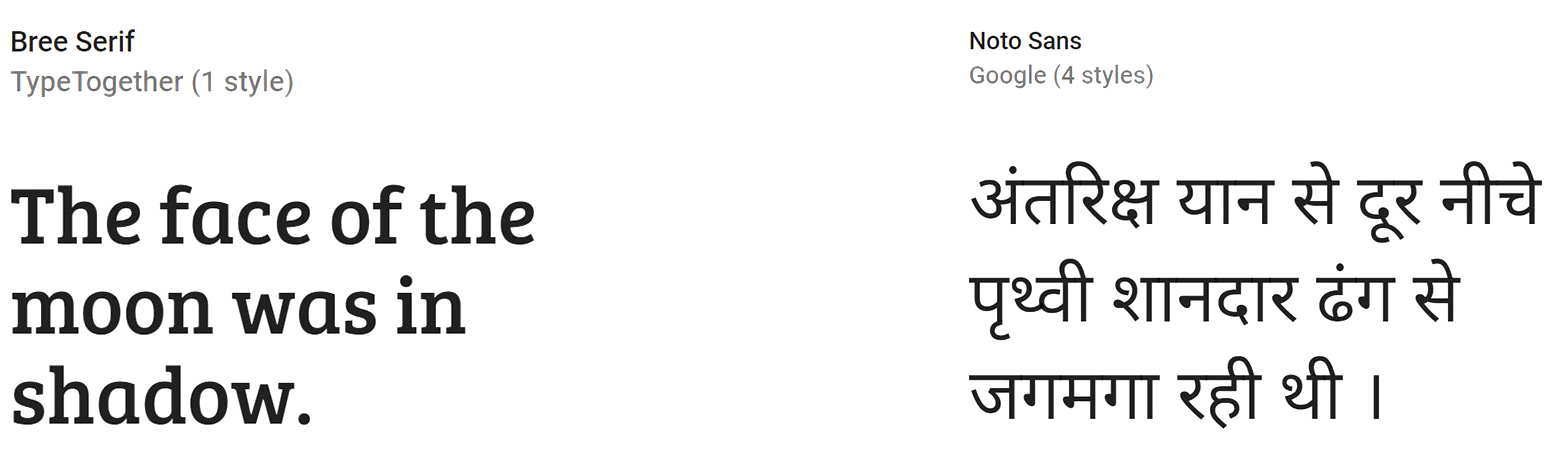 Bree Serif
TypeTogether (1 style)
The face of the
moon was in
shadow.
Noto Sans
Google (4 styles)
अंतरिक्ष यान से दूर नीचे
पृथ्वी शानदार ढंग से
जगमगा रही थी ।